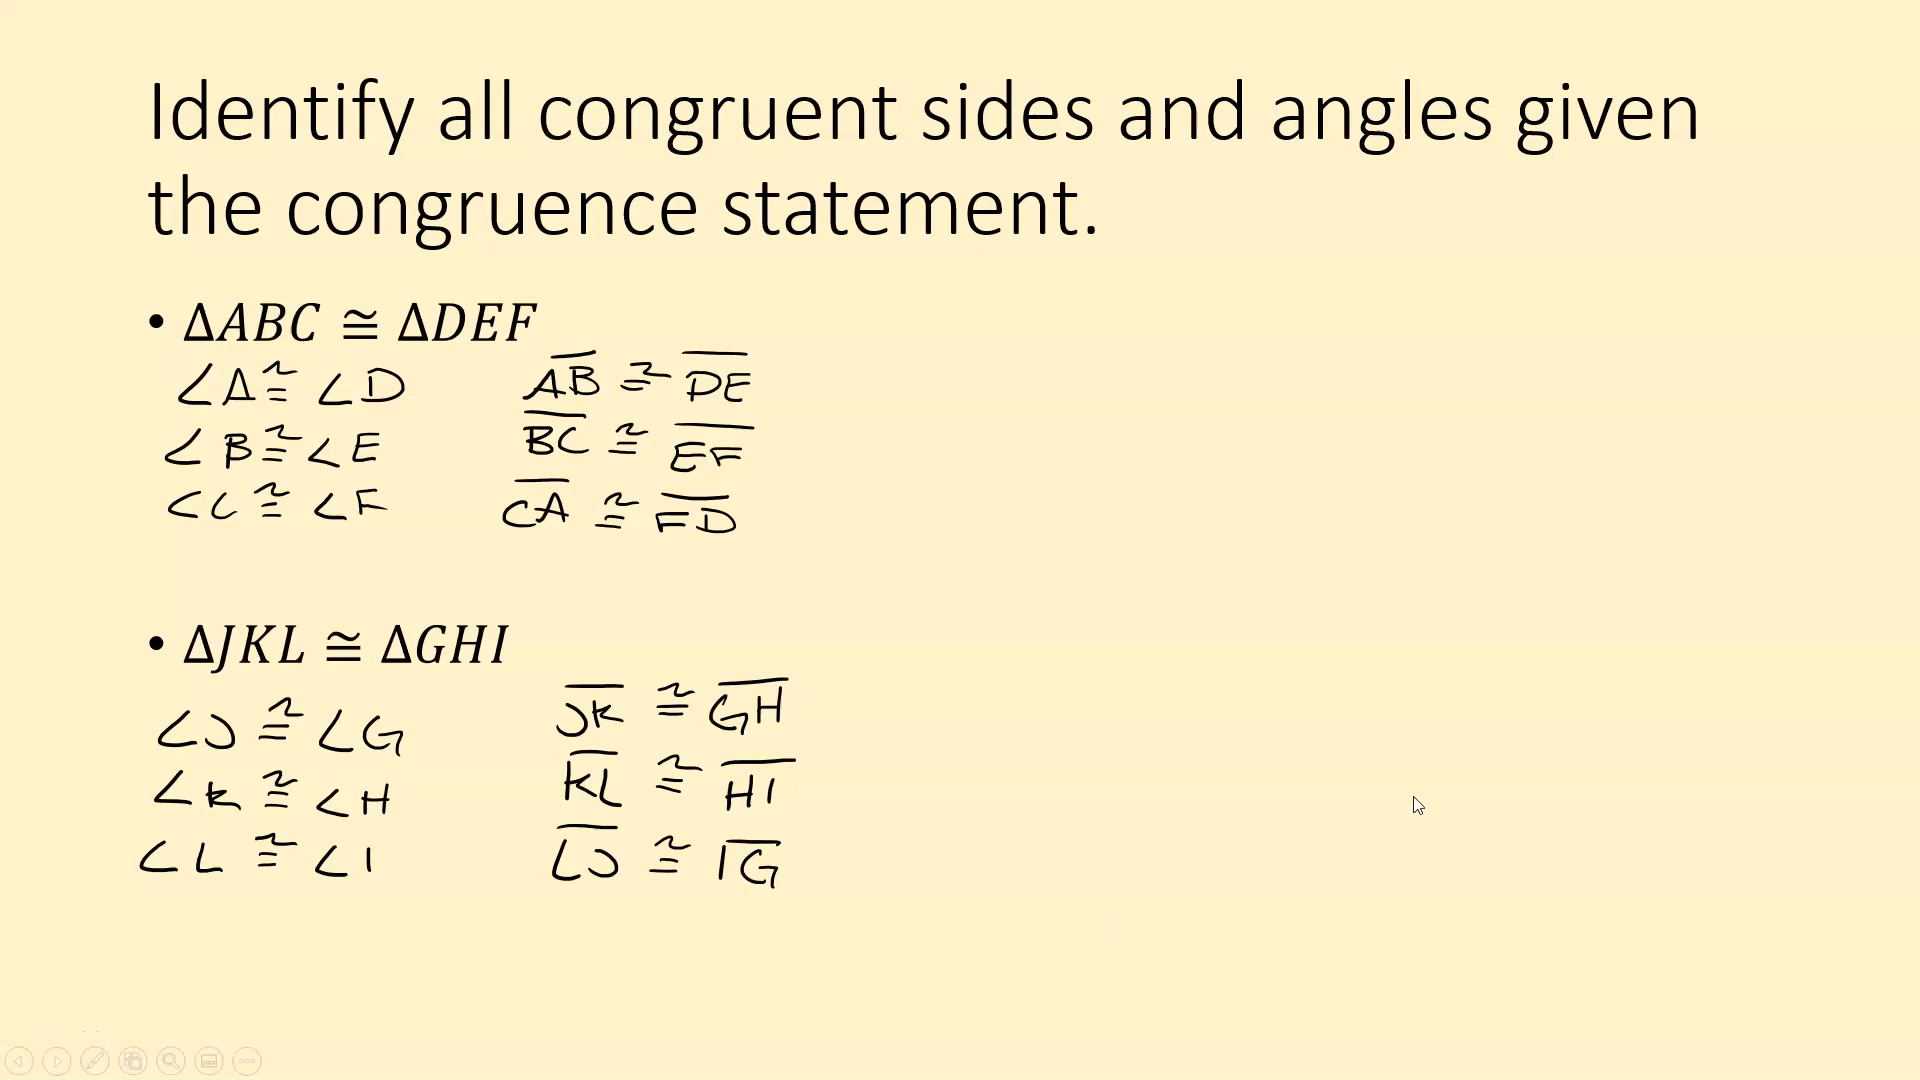 Identify all congruent sides and angles given
the congruence statement.
• ΔABC ≅ ΔDEF
∠A ≅ ∠D    AB ≅ DE
∠B ≅ ∠E    BC ≅ EF
∠C ≅ ∠F    CA ≅ FD
• ΔJKL ≅ ΔGHI
∠J ≅ ∠G    JK ≅ GH
∠K ≅ ∠H    KL ≅ HI
∠L ≅ ∠I    LJ ≅ IG